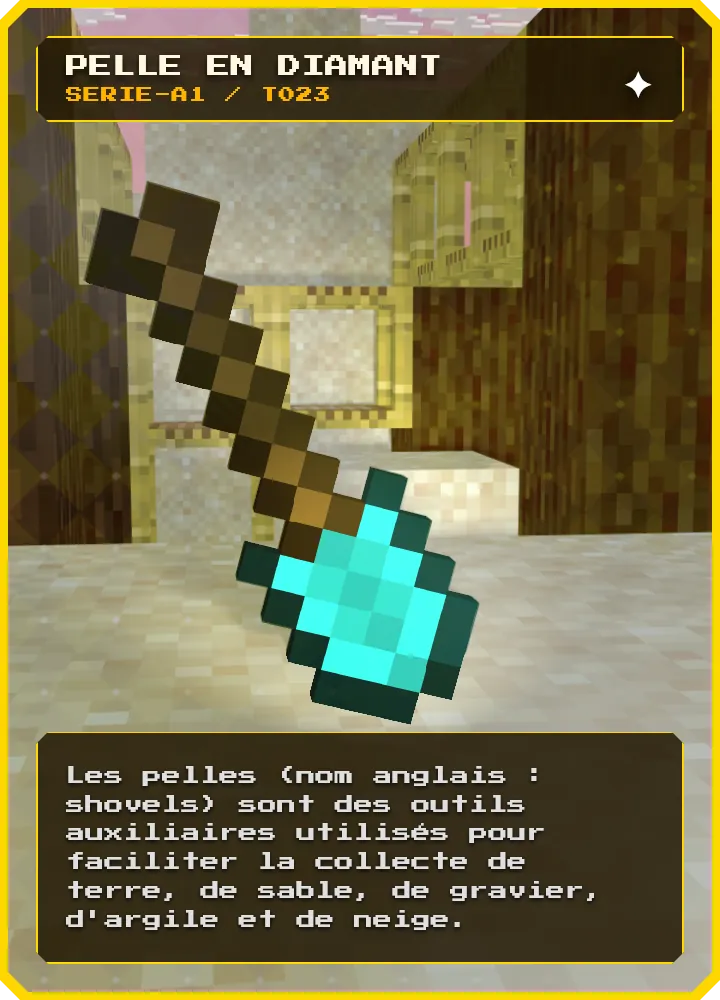 PELLE EN DIAMANT
SERIE-A1 / T023
Les pelles (nom anglais :
shovels) sont des outils
auxiliaires utilisés pour
faciliter la collecte de
terre, de sable, de gravier,
d'argile et de neige.